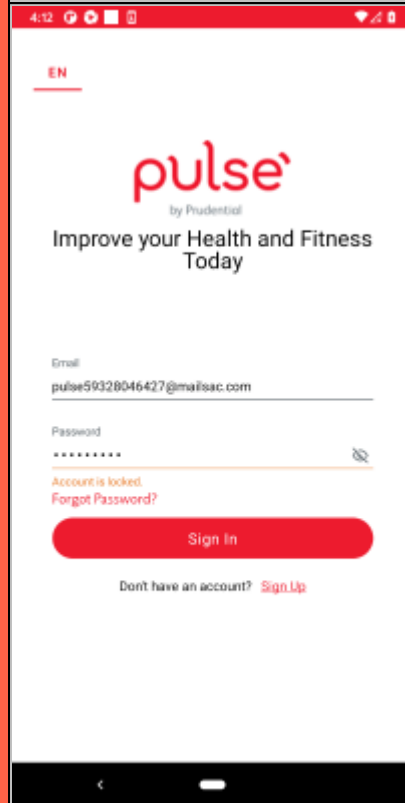 4:12
EN
pulse
by Prudential
Improve your Health and Fitness
Today
Email
pulse59328046427@mailsac.com
Password
•••••••••
Account is locked.
Forgot Password?
Sign In
Don't have an account? Sign Up